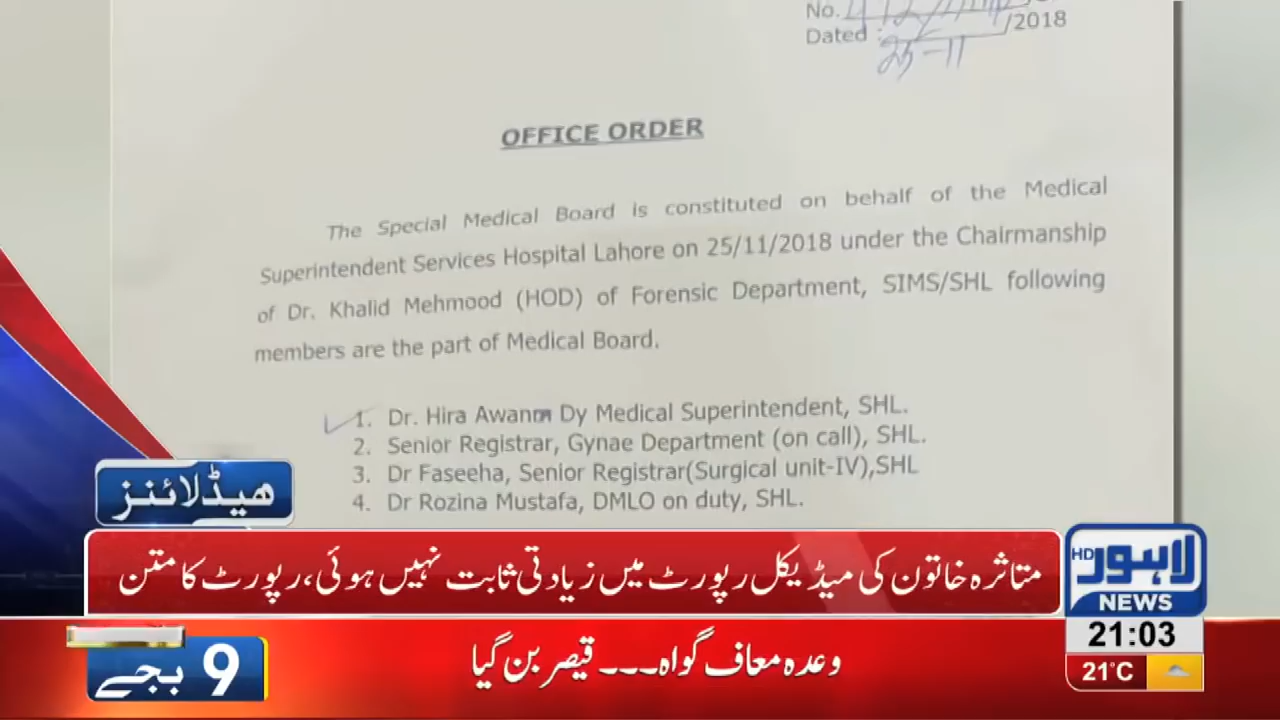 No.
Dated : /2018
25-11
OFFICE ORDER
The Special Medical Board is constituted on behalf of the Medical
Superintendent Services Hospital Lahore on 25/11/2018 under the Chairmanship
of Dr. Khalid Mehmood (HOD) of Forensic Department, SIMS/SHL following
members are the part of Medical Board.
1. Dr. Hira Awanm Dy Medical Superintendent, SHL.
2. Senior Registrar, Gynae Department (on call), SHL.
3. Dr Faseeha, Senior Registrar(Surgical unit-IV),SHL
4. Dr Rozina Mustafa, DMLO on duty, SHL.
ھیڈلائنز
متاثرہ خاتون کی میڈیکل رپورٹ میں زیادتی ثابت نہیں ہوئی، رپورٹ کا متن
لاہور HD
NEWS
21:03
21°C
وعدہ معاف گواہ۔۔۔ قیصر بن گیا
9 بجے